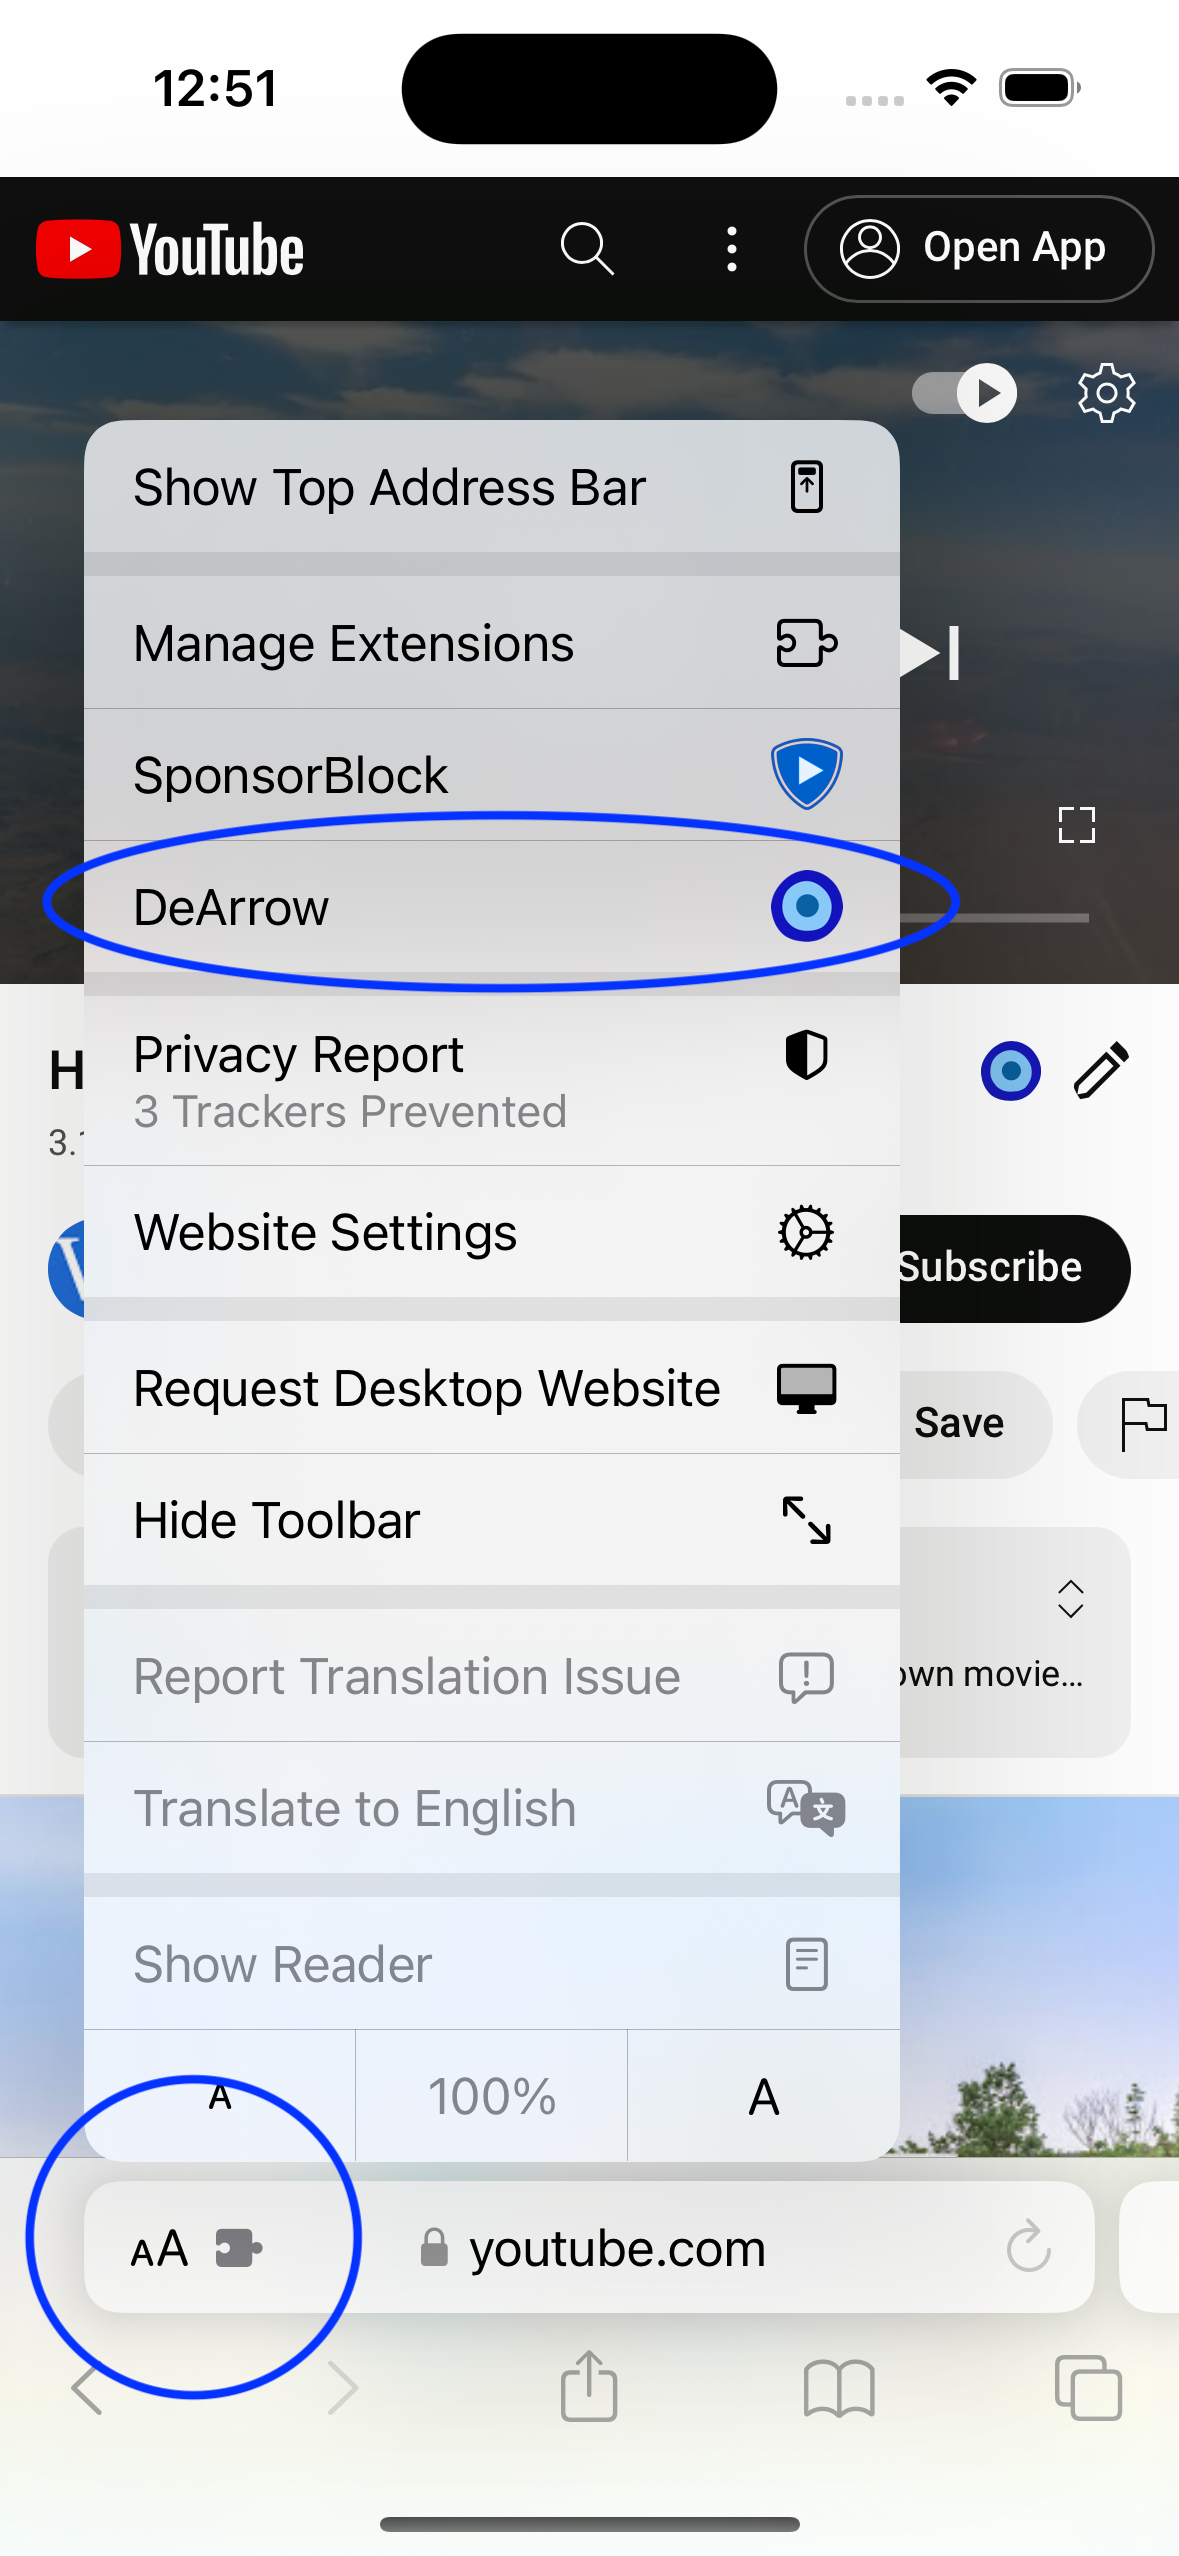 12:51
YouTube
Open App
Show Top Address Bar
Manage Extensions
SponsorBlock
DeArrow
H
Privacy Report
3 Trackers Prevented
3.
Website Settings
Subscribe
Request Desktop Website
Save
Hide Toolbar
Report Translation Issue
own movie...
Translate to English
A 文
Show Reader
A 100% A
AA youtube.com